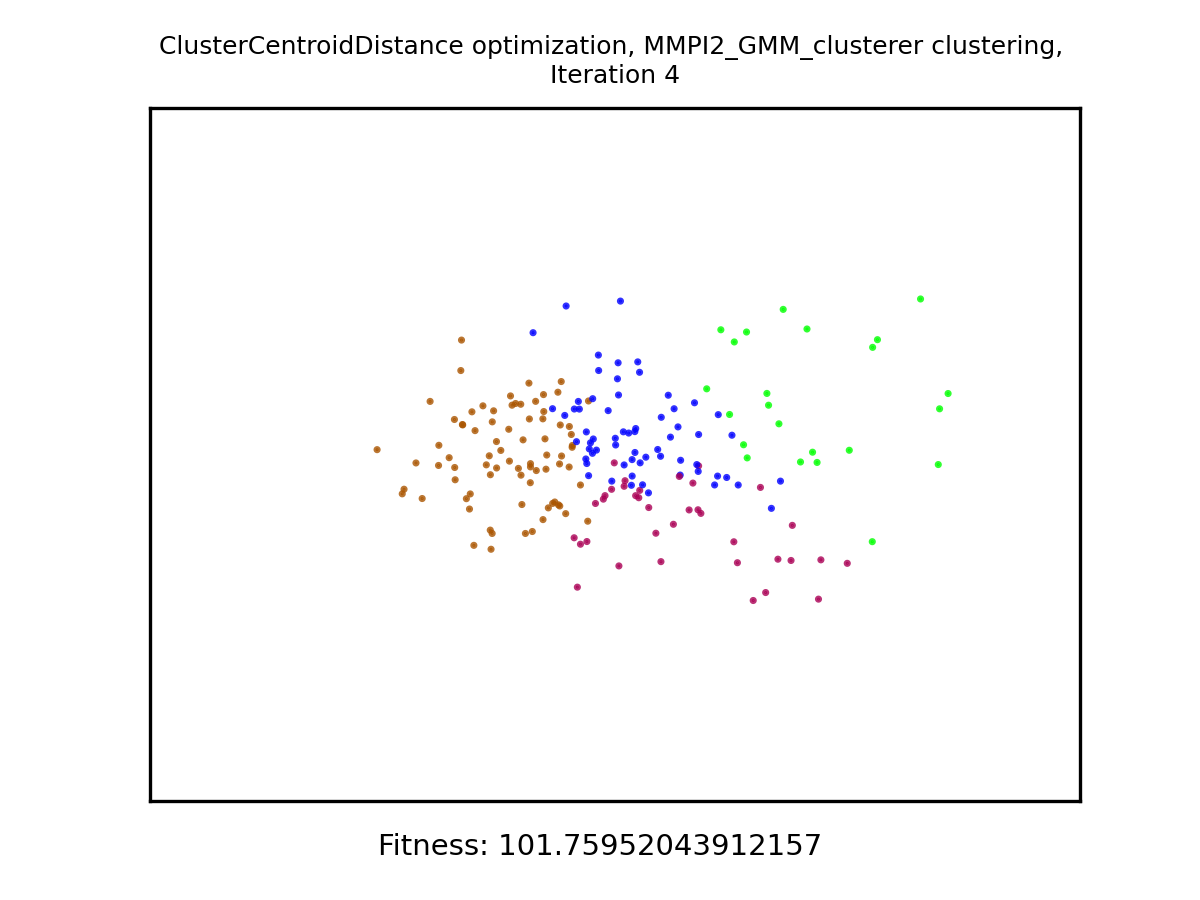 ClusterCentroidDistance optimization, MMPI2_GMM_clusterer clustering,
Iteration 4
Fitness: 101.75952043912157